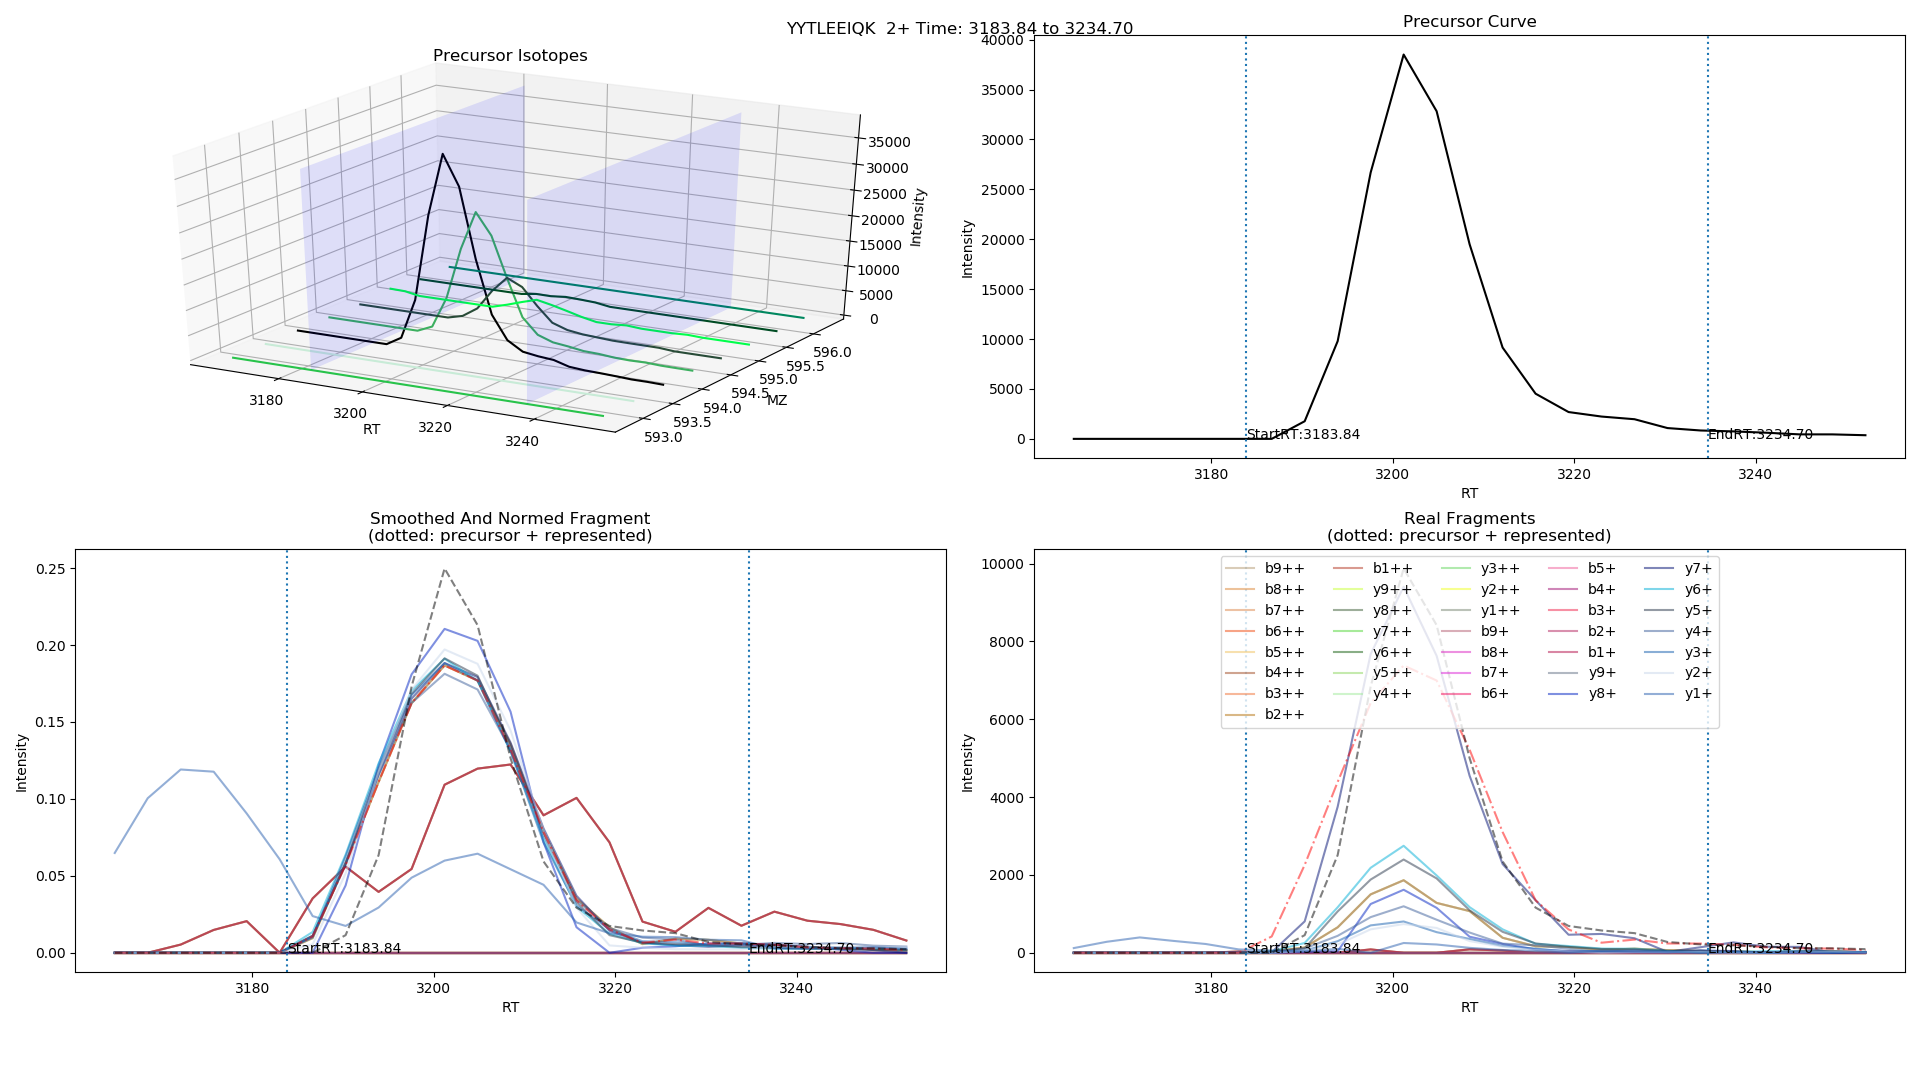 YYTLEEIQK  2+ Time: 3183.84 to 3234.70
Precursor Isotopes
35000
30000
25000
20000
15000
10000
5000
0
Intensity
596.0
595.5
595.0
594.5
594.0
593.5
593.0
MZ
3180
3200
3220
3240
RT
Precursor Curve
40000
35000
30000
25000
20000
15000
10000
5000
0
Intensity
StartRT:3183.84
EndRT:3234.70
3180
3200
3220
3240
RT
Smoothed And Normed Fragment
(dotted: precursor + represented)
0.25
0.20
0.15
0.10
0.05
0.00
Intensity
StartRT:3183.84
EndRT:3234.70
3180
3200
3220
3240
RT
Real Fragments
(dotted: precursor + represented)
10000
8000
6000
4000
2000
0
Intensity
b9++
b8++
b7++
b6++
b5++
b4++
b3++
b2++
b1++
y9++
y8++
y7++
y6++
y5++
y4++
y3++
y2++
y1++
b9+
b8+
b7+
b6+
b5+
b4+
b3+
b2+
b1+
y9+
y8+
y7+
y6+
y5+
y4+
y3+
y2+
y1+
StartRT:3183.84
EndRT:3234.70
3180
3200
3220
3240
RT